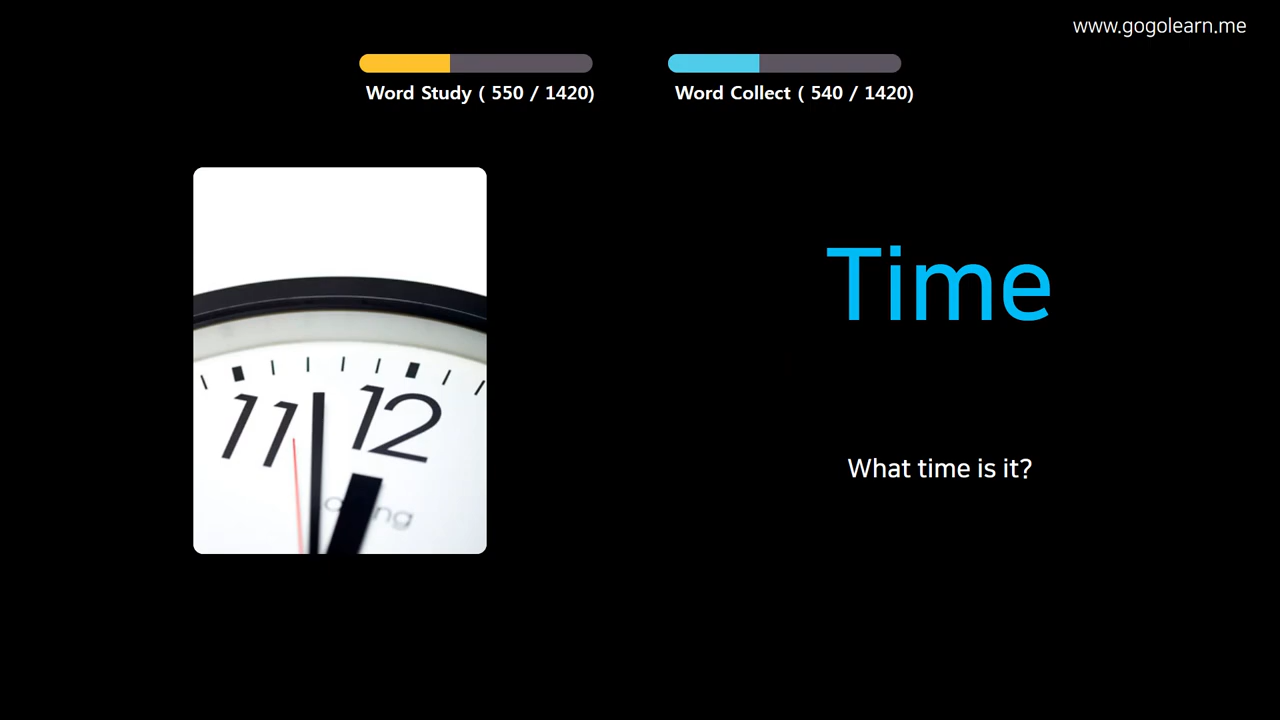 www.gogolearn.me
Word Study ( 550 / 1420)
Word Collect ( 540 / 1420)
Time
11 12
What time is it?